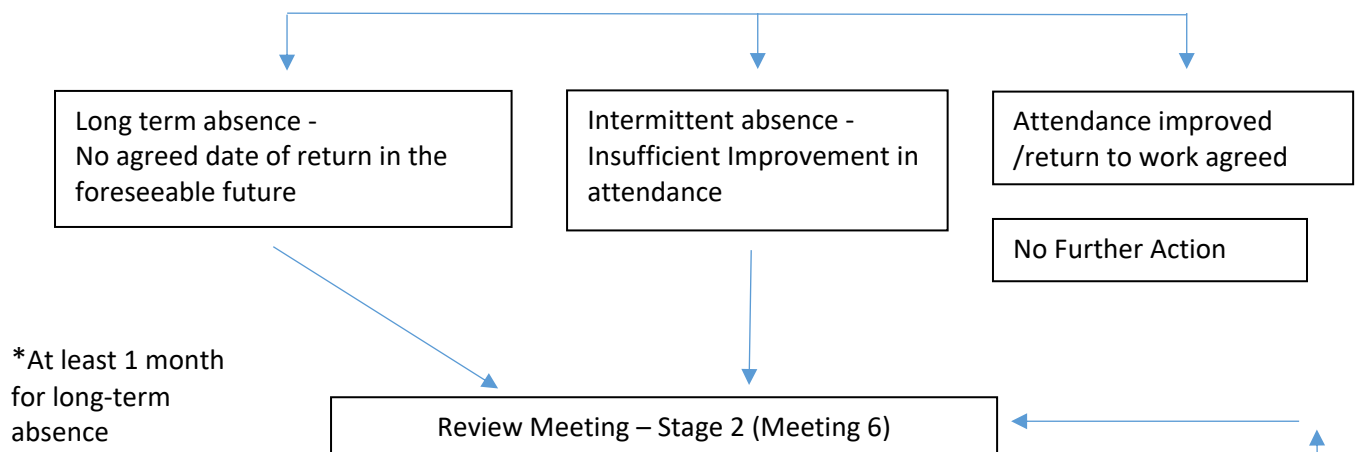 Long term absence -
No agreed date of return in the
foreseeable future
Intermittent absence -
Insufficient Improvement in
attendance
Attendance improved
/return to work agreed
No Further Action
*At least 1 month
for long-term
absence
Review Meeting – Stage 2 (Meeting 6)